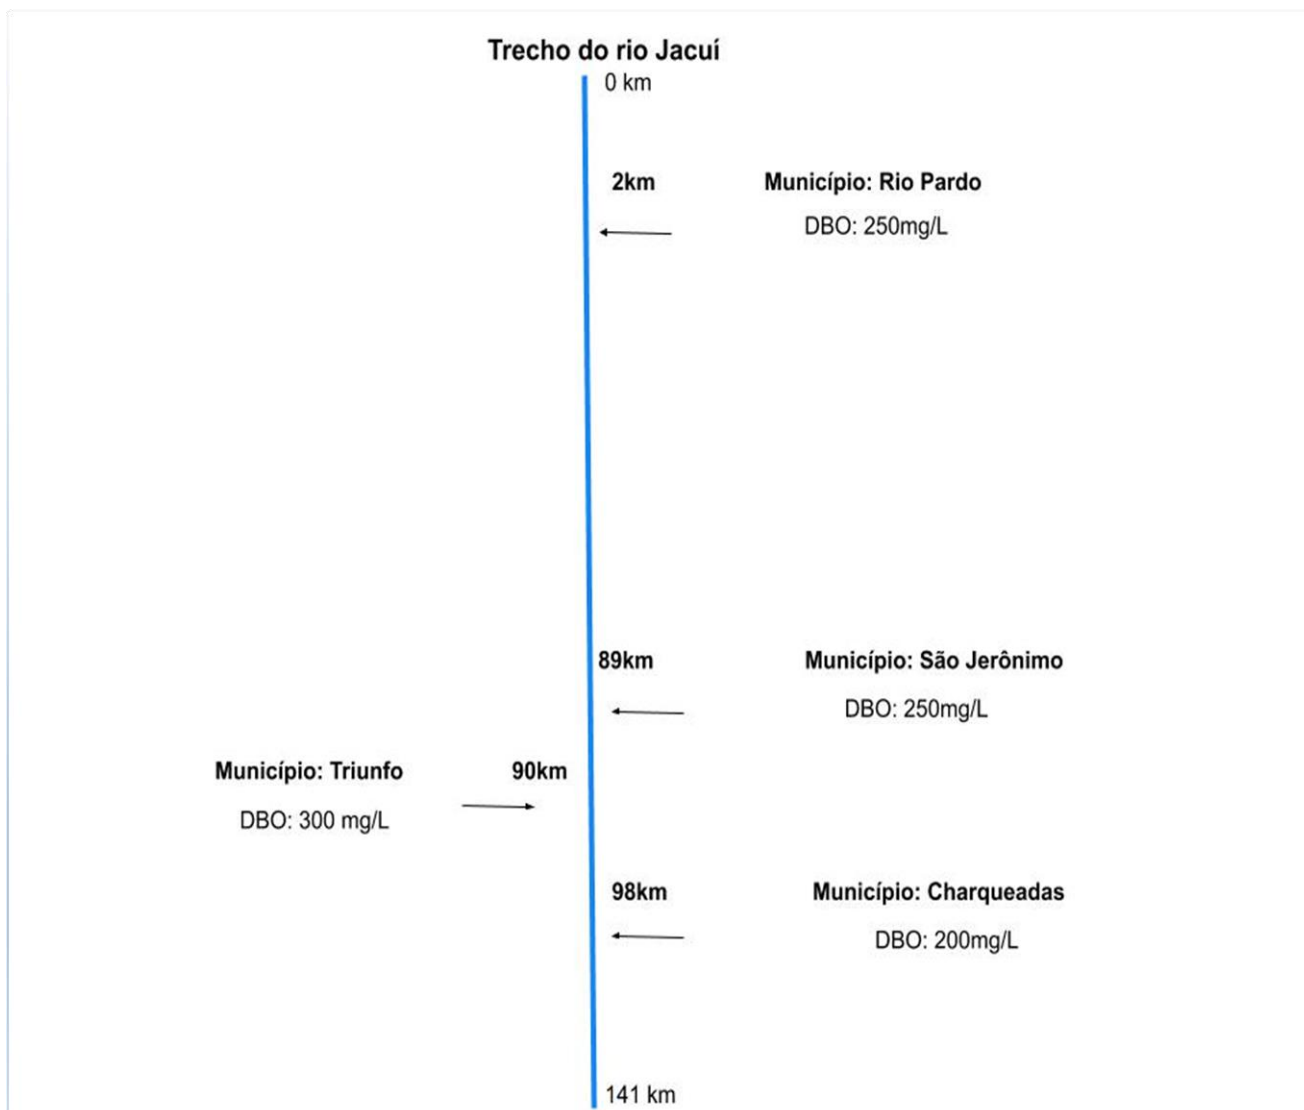 Trecho do rio Jacuí
0 km
2km
Município: Rio Pardo
DBO: 250mg/L
89km
Município: São Jerônimo
DBO: 250mg/L
Município: Triunfo
90km
DBO: 300 mg/L
98km
Município: Charqueadas
DBO: 200mg/L
141 km